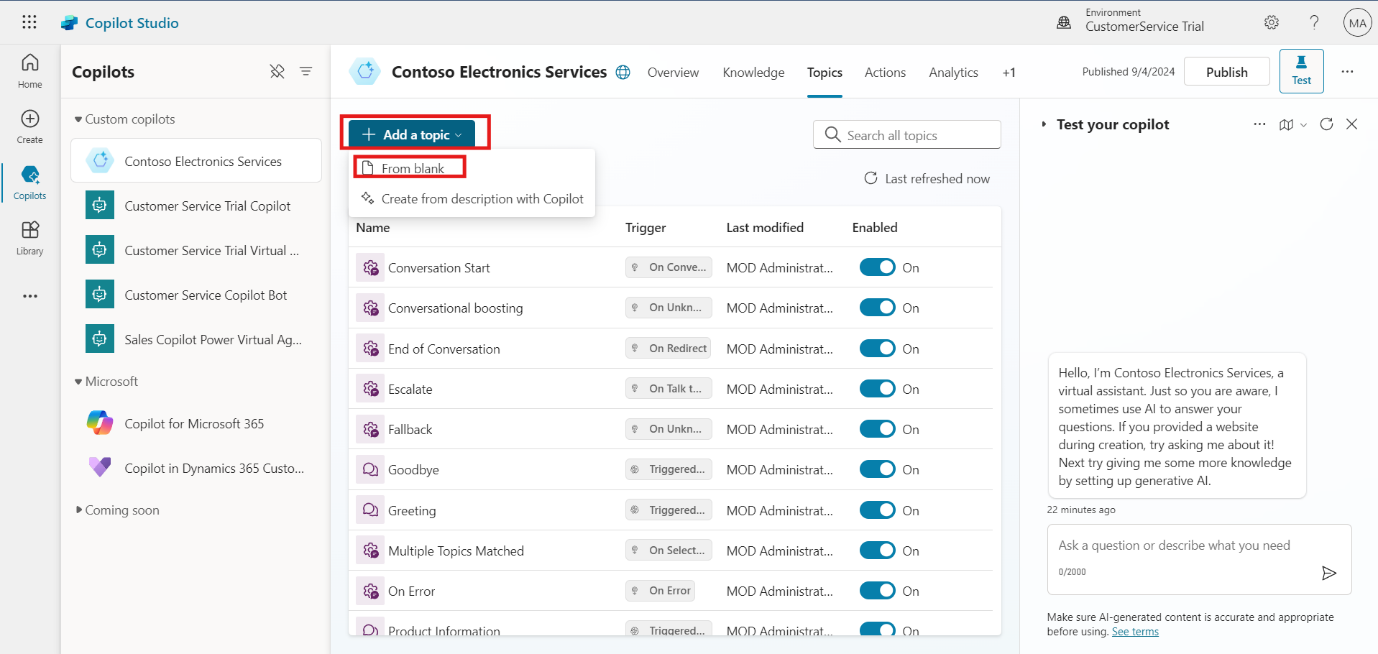 Copilot Studio
Environment
CustomerService Trial
?
MA
Home
Create
Copilots
Library
Copilots
Custom copilots
Contoso Electronics Services
Customer Service Trial Copilot
Customer Service Trial Virtual ...
Customer Service Copilot Bot
Sales Copilot Power Virtual Ag...
Microsoft
Copilot for Microsoft 365
Copilot in Dynamics 365 Custo...
Coming soon
Contoso Electronics Services
Overview
Knowledge
Topics
Actions
Analytics
+1
Published 9/4/2024
Publish
Test
Add a topic
From blank
Create from description with Copilot
Search all topics
Last refreshed now
Name Trigger Last modified Enabled
Conversation Start On Conve... MOD Administrat... On
Conversational boosting On Unkn... MOD Administrat... On
End of Conversation On Redirect MOD Administrat... On
Escalate On Talk t... MOD Administrat... On
Fallback On Unkn... MOD Administrat... On
Goodbye Triggered... MOD Administrat... On
Greeting Triggered... MOD Administrat... On
Multiple Topics Matched On Select... MOD Administrat... On
On Error On Error MOD Administrat... On
Product Information Triggered... MOD Administrat... On
Test your copilot
Hello, I'm Contoso Electronics Services, a
virtual assistant. Just so you are aware, I
sometimes use AI to answer your
questions. If you provided a website
during creation, try asking me about it!
Next try giving me some more knowledge
by setting up generative AI.
22 minutes ago
Ask a question or describe what you need
0/2000
Make sure AI-generated content is accurate and appropriate
before using. See terms